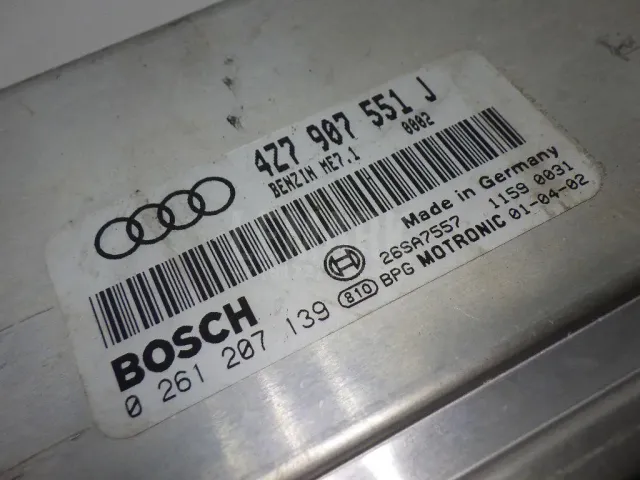 4Z7 907 551 J
BENZIN ME7.1 0002
Made in Germany
26SA7557 1159 0031
BPG MOTRONIC 01-04-02
810
BOSCH
0 261 207 139